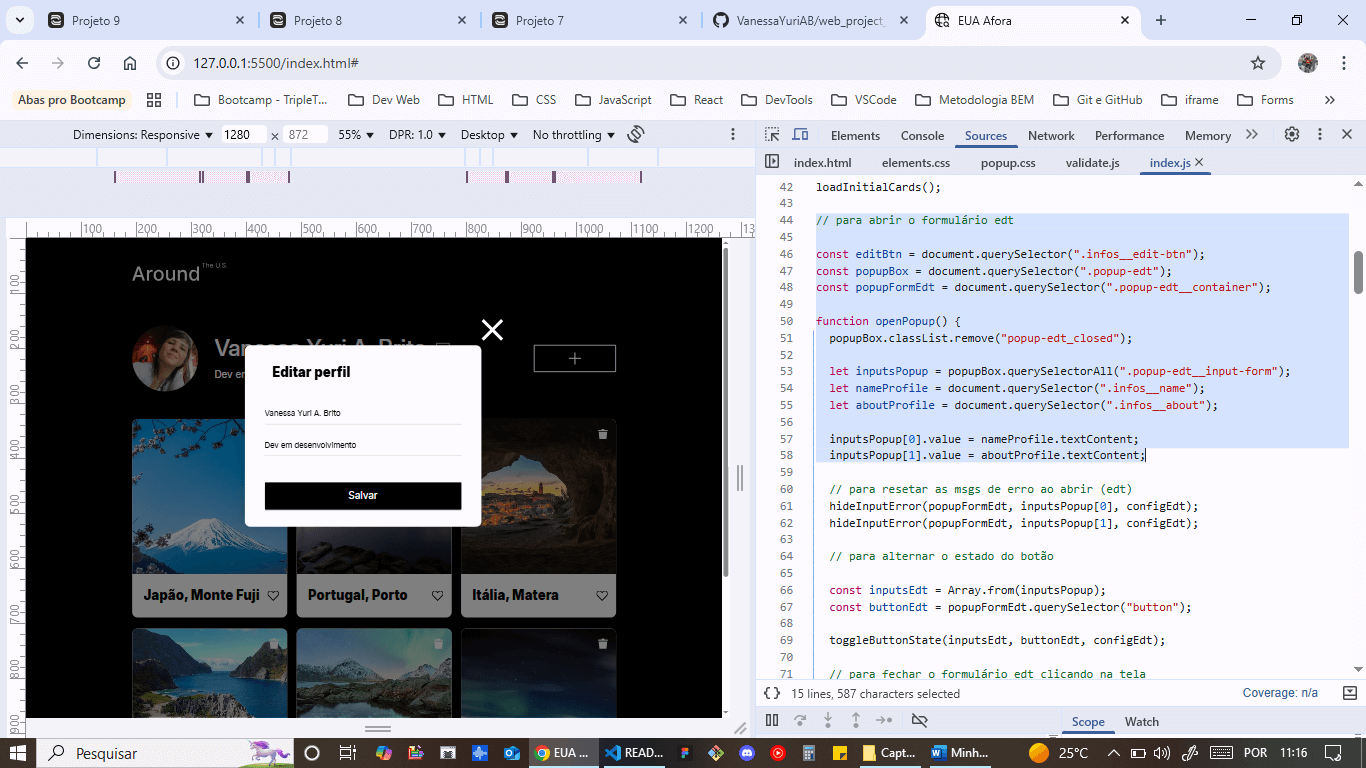 Projeto 9
Projeto 8
Projeto 7
VanessaYuriAB/web_project_
EUA Afora
127.0.0.1:5500/index.html#
Abas pro Bootcamp
Bootcamp - TripleT...
Dev Web
HTML
CSS
JavaScript
React
DevTools
VSCode
Metodologia BEM
Git e GitHub
iframe
Forms
Dimensions: Responsive
1280
×
872
55%
DPR: 1.0
Desktop
No throttling
Elements
Console
Sources
Network
Performance
Memory
index.html
elements.css
popup.css
validate.js
index.js
100 200 300 400 500 600 700 800 900 1000 1100 1200 13
100
200
300
400
500
600
700
800
900
Around The U.S.
Vanessa Yuri A. Brito
Dev em
Editar perfil
Vanessa Yuri A. Brito
Dev em desenvolvimento
Salvar
Japão, Monte Fuji
Portugal, Porto
Itália, Matera
42 loadInitialCards();
43
44 // para abrir o formulário edt
45
46 const editBtn = document.querySelector(".infos__edit-btn");
47 const popupBox = document.querySelector(".popup-edt");
48 const popupFormEdt = document.querySelector(".popup-edt__container");
49
50 function openPopup() {
51 popupBox.classList.remove("popup-edt_closed");
52
53 let inputsPopup = popupBox.querySelectorAll(".popup-edt__input-form");
54 let nameProfile = document.querySelector(".infos__name");
55 let aboutProfile = document.querySelector(".infos__about");
56
57 inputsPopup[0].value = nameProfile.textContent;
58 inputsPopup[1].value = aboutProfile.textContent;
59
60 // para resetar as msgs de erro ao abrir (edt)
61 hideInputError(popupFormEdt, inputsPopup[0], configEdt);
62 hideInputError(popupFormEdt, inputsPopup[1], configEdt);
63
64 // para alternar o estado do botão
65
66 const inputsEdt = Array.from(inputsPopup);
67 const buttonEdt = popupFormEdt.querySelector("button");
68
69 toggleButtonState(inputsEdt, buttonEdt, configEdt);
70
71 // para fechar o formulário edt clicando na tela
15 lines, 587 characters selected
Coverage: n/a
Scope
Watch
Pesquisar
EUA ...
READ...
Capt...
Minh...
25°C
POR
11:16